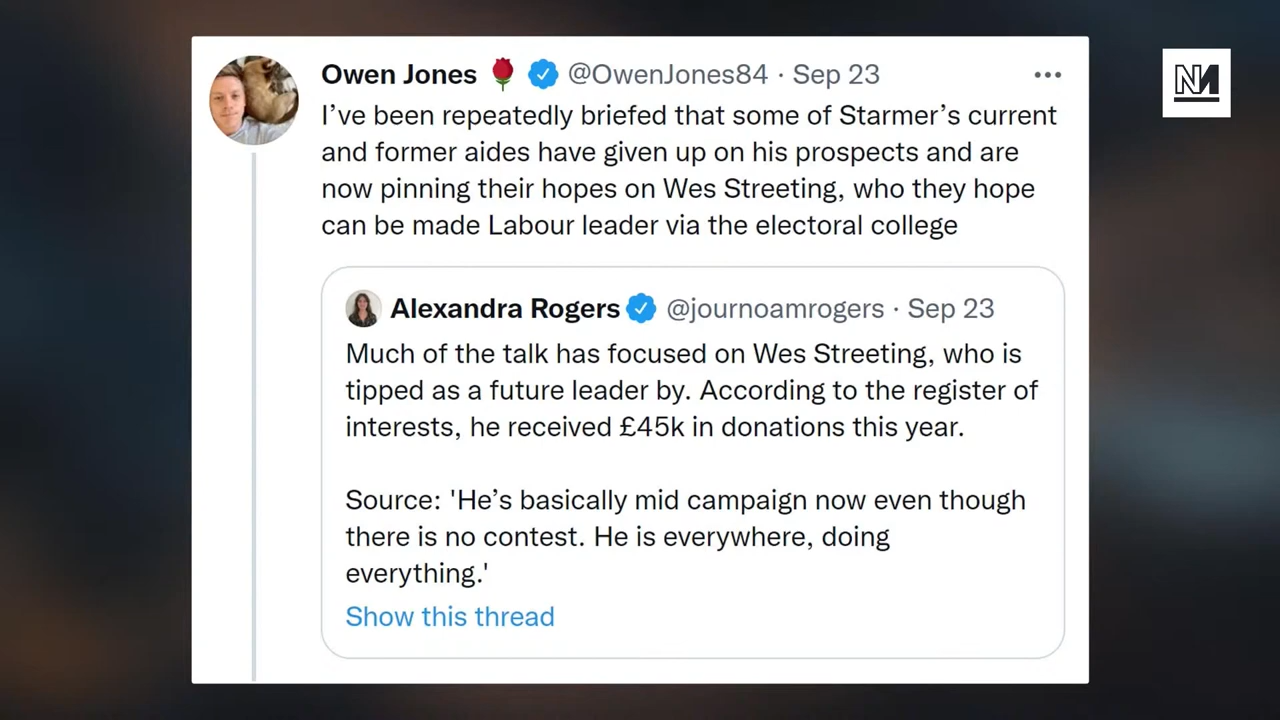 Owen Jones 🌹 @OwenJones84 · Sep 23
I’ve been repeatedly briefed that some of Starmer’s current
and former aides have given up on his prospects and are
now pinning their hopes on Wes Streeting, who they hope
can be made Labour leader via the electoral college
Alexandra Rogers @journoamrogers · Sep 23
Much of the talk has focused on Wes Streeting, who is
tipped as a future leader by. According to the register of
interests, he received £45k in donations this year.
Source: 'He’s basically mid campaign now even though
there is no contest. He is everywhere, doing
everything.'
Show this thread
NM